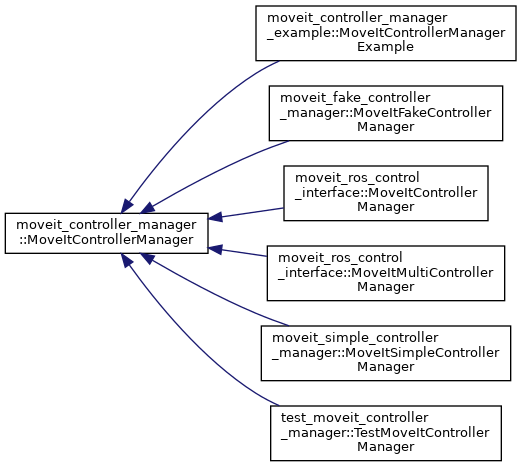 moveit_controller_manager
_example::MoveItControllerManager
Example
moveit_fake_controller
_manager::MoveItFakeController
Manager
moveit_ros_control
_interface::MoveItController
Manager
moveit_controller_manager
::MoveItControllerManager
moveit_ros_control
_interface::MoveItMultiController
Manager
moveit_simple_controller
_manager::MoveItSimpleController
Manager
test_moveit_controller
_manager::TestMoveItController
Manager